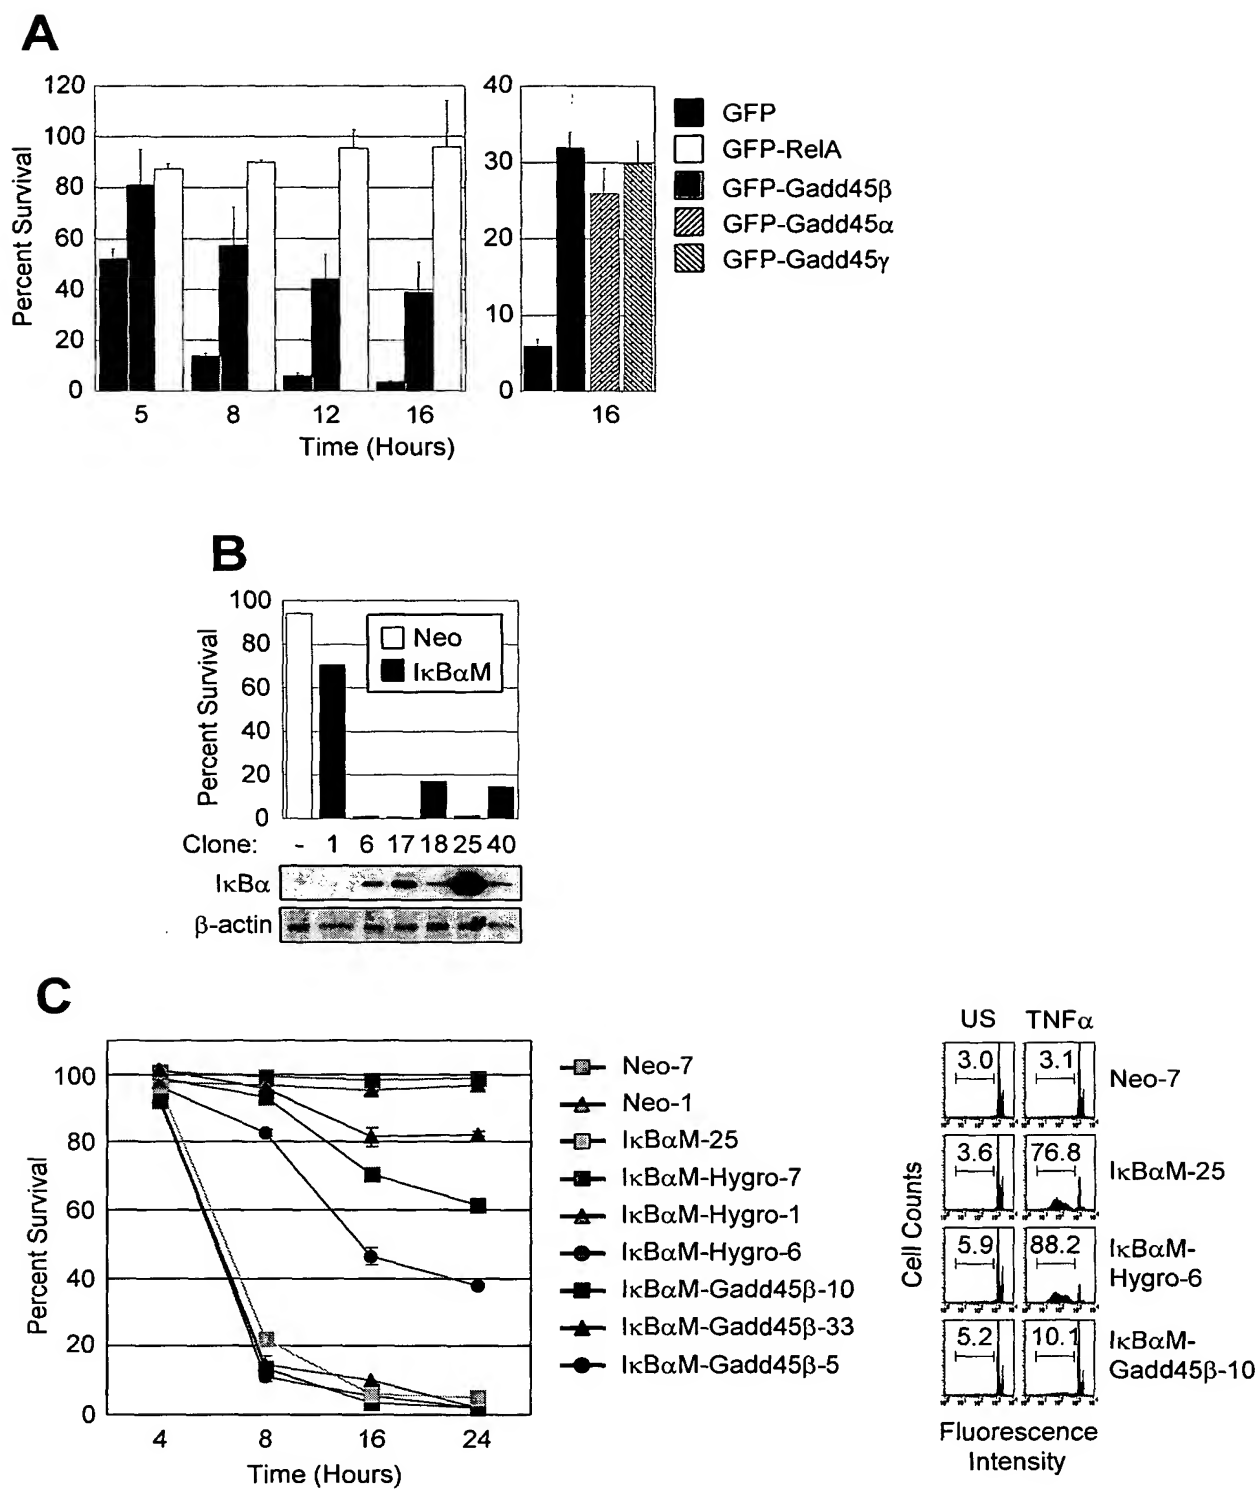 A
120
100
80
60
40
20
0
Percent Survival
5 8 12 16
Time (Hours)
40
30
20
10
0
16
GFP
GFP-RelA
GFP-Gadd45β
GFP-Gadd45α
GFP-Gadd45γ
B
100
80
60
40
20
0
Percent Survival
Neo
IκBαM
Clone: - 1 6 17 18 25 40
IκBα
β-actin
C
100
80
60
40
20
0
Percent Survival
4 8 16 24
Time (Hours)
Neo-7
Neo-1
IκBαM-25
IκBαM-Hygro-7
IκBαM-Hygro-1
IκBαM-Hygro-6
IκBαM-Gadd45β-10
IκBαM-Gadd45β-33
IκBαM-Gadd45β-5
US TNFα
3.0 3.1 Neo-7
3.6 76.8 IκBαM-25
5.9 88.2 IκBαM-
Hygro-6
5.2 10.1 IκBαM-
Gadd45β-10
Cell Counts
Fluorescence
Intensity